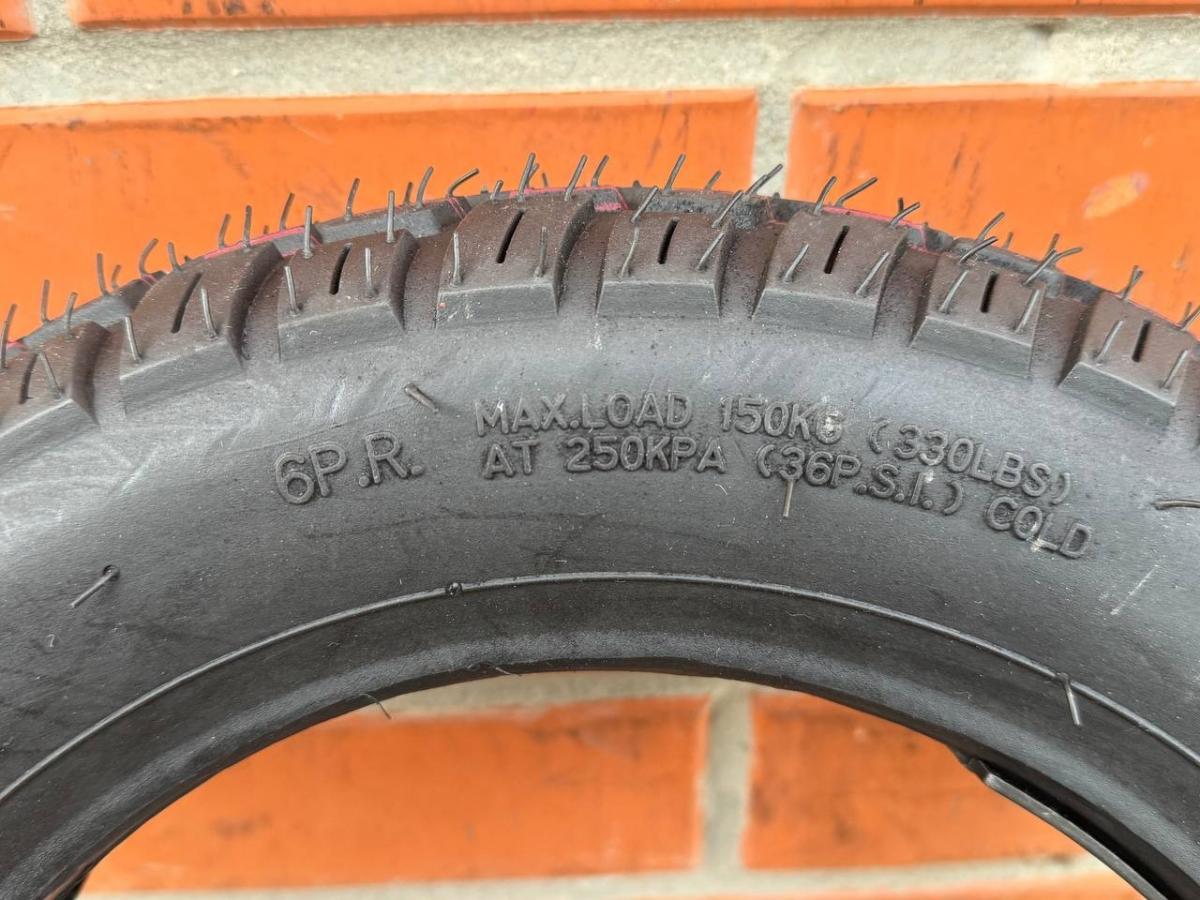 6P.R.
MAX.LOAD 150KG (330LBS)
AT 250KPA (36P.S.I.) COLD